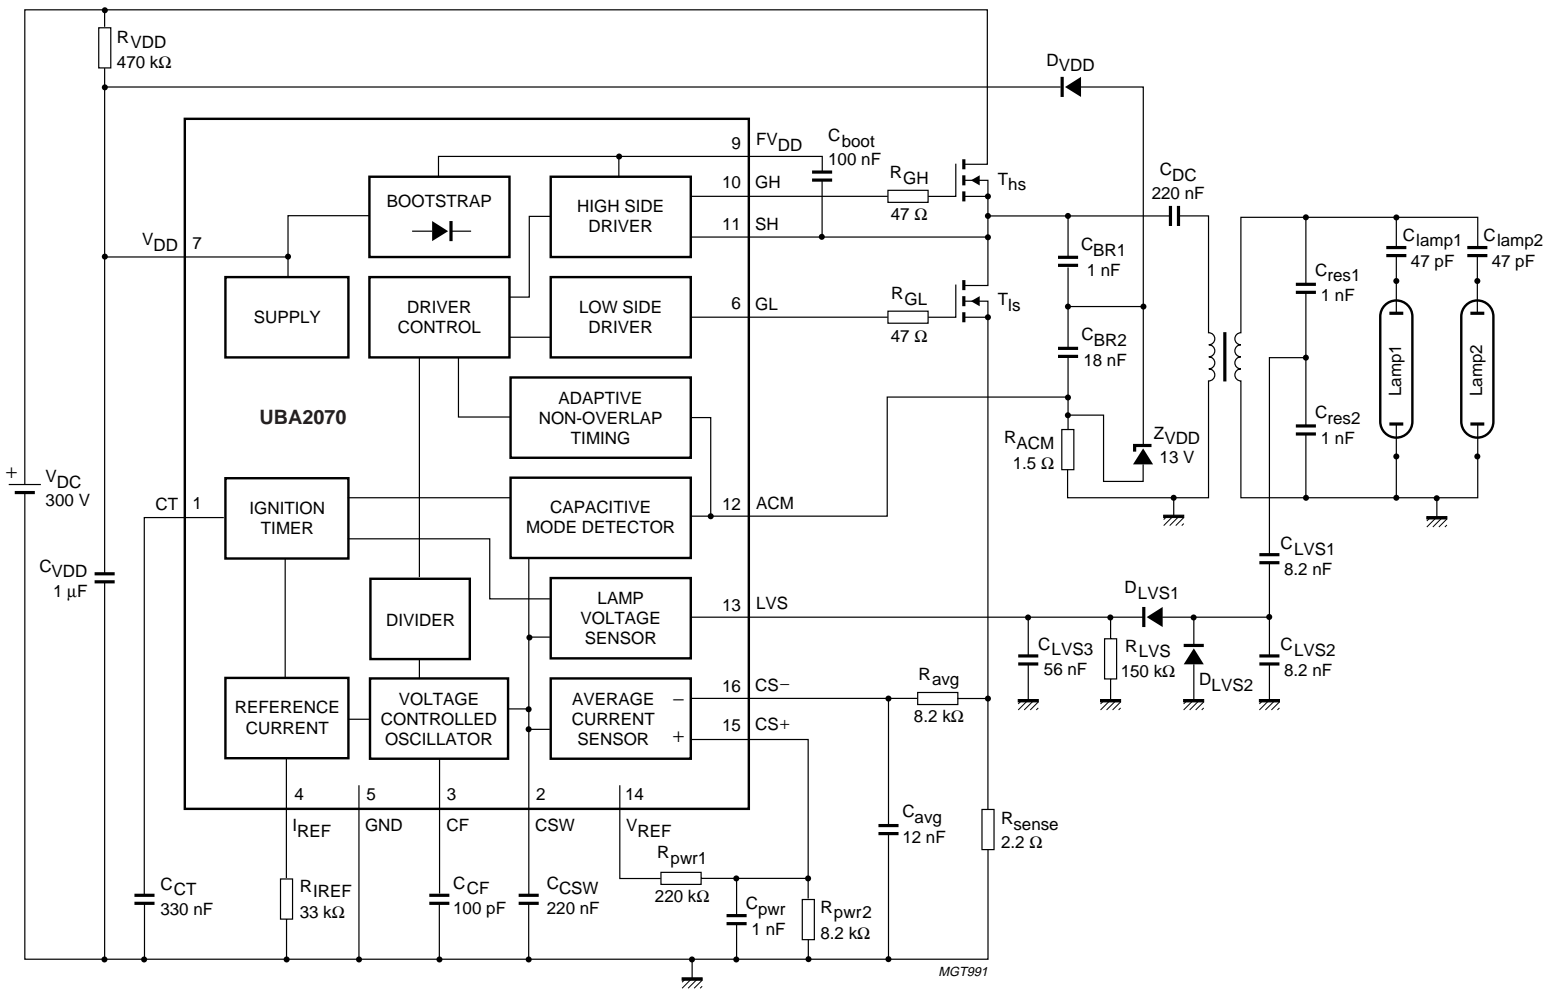 RVDD
470 kΩ
DVDD
9 FVDD
Cboot
100 nF
CDC
220 nF
BOOTSTRAP
HIGH SIDE
DRIVER
10 GH
RGH
47 Ω
Ths
11 SH
VDD 7
CBR1
1 nF
Clamp1
47 pF
Clamp2
47 pF
Cres1
1 nF
SUPPLY
DRIVER
CONTROL
LOW SIDE
DRIVER
6 GL
RGL
47 Ω
Tls
CBR2
18 nF
Lamp1
Lamp2
UBA2070
ADAPTIVE
NON-OVERLAP
TIMING
RACM
1.5 Ω
ZVDD
13 V
Cres2
1 nF
+
VDC
300 V
CT 1
IGNITION
TIMER
CAPACITIVE
MODE DETECTOR
12 ACM
CVDD
1 μF
CLVS1
8.2 nF
DIVIDER
LAMP
VOLTAGE
SENSOR
13 LVS
DLVS1
CLVS3
56 nF
RLVS
150 kΩ
DLVS2
CLVS2
8.2 nF
REFERENCE
CURRENT
VOLTAGE
CONTROLLED
OSCILLATOR
AVERAGE
CURRENT
SENSOR
−
+
16 CS−
15 CS+
Ravg
8.2 kΩ
4 5 3 2 14
IREF GND CF CSW VREF
Cavg
12 nF
Rsense
2.2 Ω
Rpwr1
220 kΩ
CCT
330 nF
RIREF
33 kΩ
CCF
100 pF
CCSW
220 nF
Cpwr
1 nF
Rpwr2
8.2 kΩ
MGT991